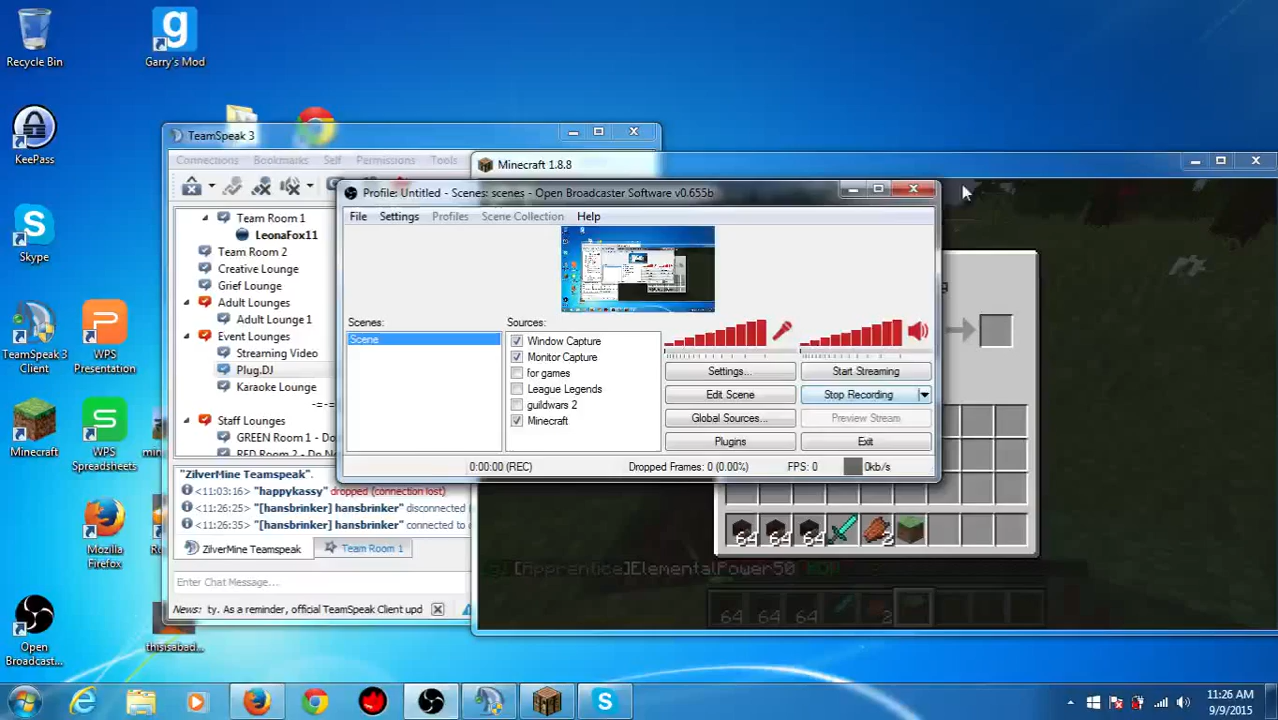 Recycle Bin
Garry's Mod
KeePass
Skype
TeamSpeak 3
Client
WPS
Presentation
Minecraft
WPS
Spreadsheets
Mozilla
Firefox
Open
Broadcast...
thisisabad...
TeamSpeak 3
Connections Bookmarks Self Permissions Tools
Team Room 1
LeonaFox11
Team Room 2
Creative Lounge
Grief Lounge
Adult Lounges
Adult Lounge 1
Event Lounges
Streaming Video
Plug.DJ
Karaoke Lounge
-=-=
Staff Lounges
GREEN Room 1 - Do
RED Room 2 - Do N
"ZilverMine Teamspeak".
<11:03:16> "happykassy" dropped (connection lost)
<11:26:25> "[hansbrinker] hansbrinker" disconnected
<11:26:35> "[hansbrinker] hansbrinker" connected to
ZilverMine Teamspeak Team Room 1
Enter Chat Message...
News: ty. As a reminder, official TeamSpeak Client upd
Minecraft 1.8.8
Profile: Untitled - Scenes: scenes - Open Broadcaster Software v0.655b
File Settings Profiles Scene Collection Help
Scenes:
Scene
Sources:
Window Capture
Monitor Capture
for games
League Legends
guildwars 2
Minecraft
Settings... Start Streaming
Edit Scene Stop Recording
Global Sources... Preview Stream
Plugins Exit
0:00:00 (REC) Dropped Frames: 0 (0.00%) FPS: 0 0kb/s
64 64 64 2
[Apprentice]ElementalPower50
64 64 64 2
11:26 AM
9/9/2015